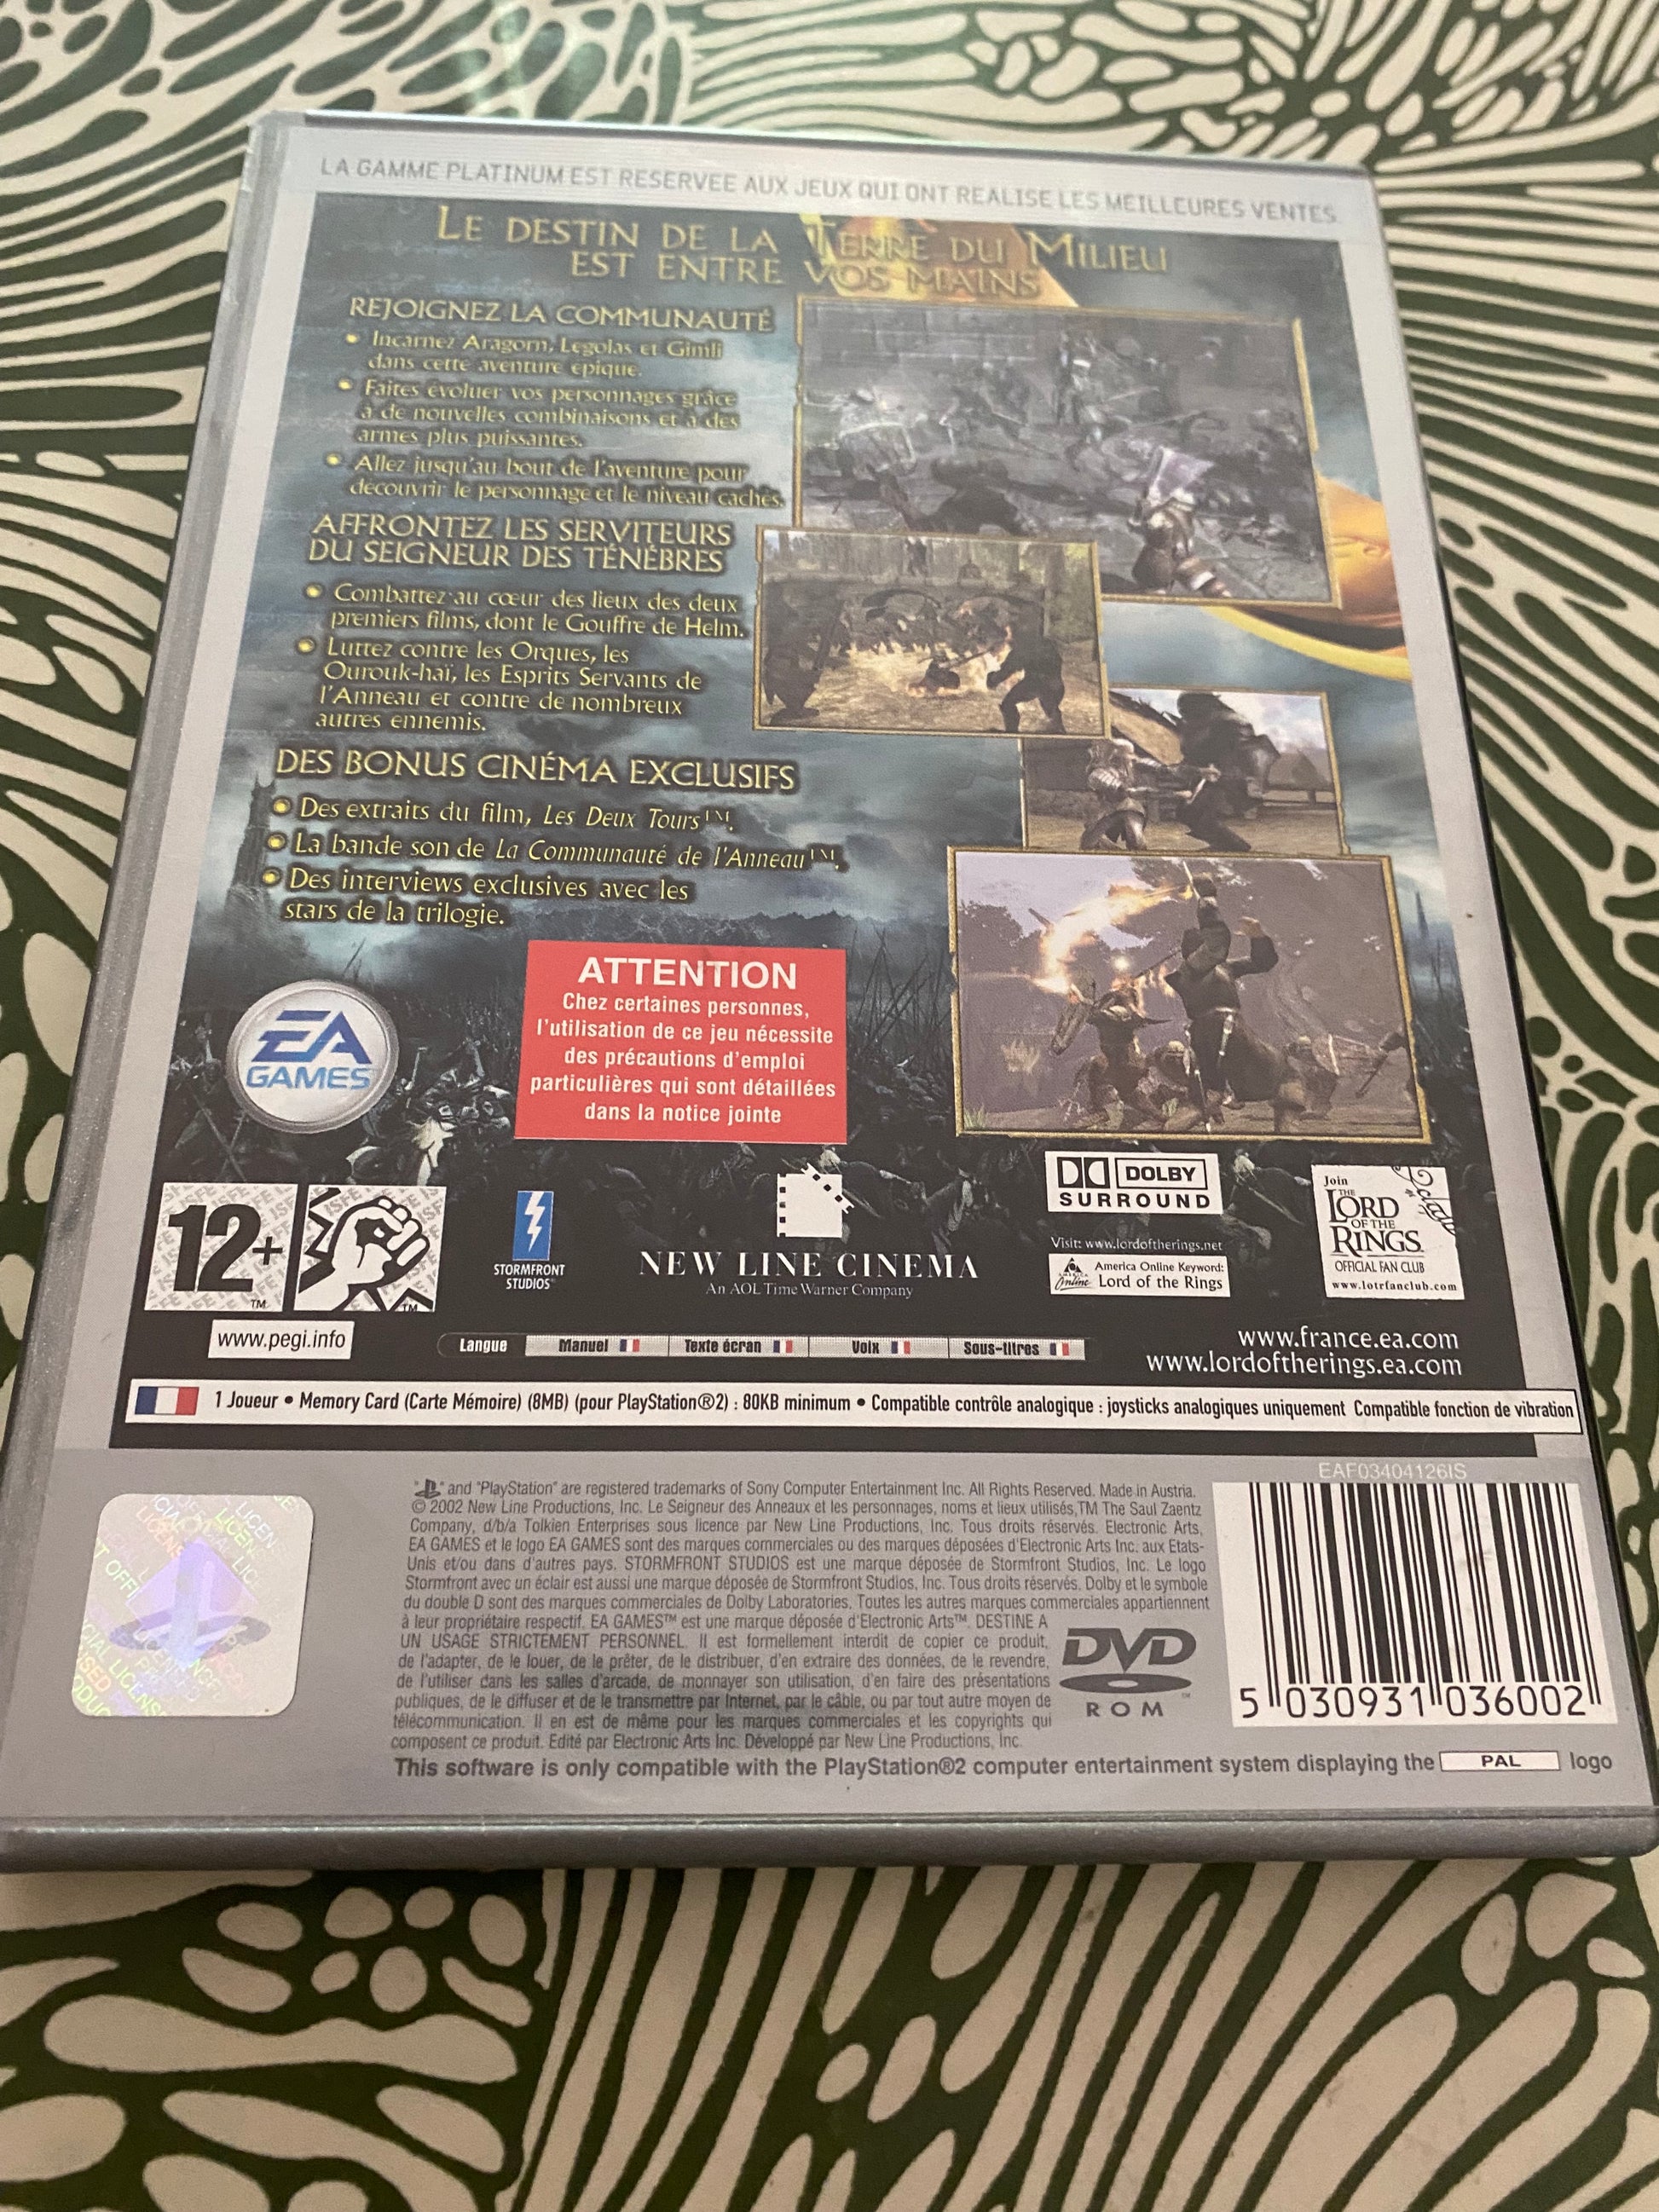 LA GAMME PLATINUM EST RESERVEE AUX JEUX QUI ONT REALISE LES MEILLEURES VENTES
LE DESTIN DE LA TERRE DU MILIEU
EST ENTRE VOS MAINS
REJOIGNEZ LA COMMUNAUTÉ
• Incarnez Aragorn, Legolas et Gimli
dans cette aventure épique.
• Faites évoluer vos personnages grâce
à de nouvelles combinaisons et à des
armes plus puissantes.
• Allez jusqu'au bout de l'aventure pour
découvrir le personnage et le niveau cachés.
AFFRONTEZ LES SERVITEURS
DU SEIGNEUR DES TÉNÈBRES
• Combattez au cœur des lieux des deux
premiers films, dont le Gouffre de Helm.
• Luttez contre les Orques, les
Ourouk-haï, les Esprits Servants de
l'Anneau et contre de nombreux
autres ennemis.
DES BONUS CINÉMA EXCLUSIFS
• Des extraits du film, Les Deux Tours™.
• La bande son de La Communauté de l'Anneau™.
• Des interviews exclusives avec les
stars de la trilogie.
ATTENTION
Chez certaines personnes,
l'utilisation de ce jeu nécessite
des précautions d'emploi
particulières qui sont détaillées
dans la notice jointe
EA
GAMES
12+
™
www.pegi.info
STORMFRONT
STUDIOS
NEW LINE CINEMA
An AOL Time Warner Company
DOLBY
SURROUND
Visit: www.lordoftherings.net
America Online Keyword:
Lord of the Rings
Join
THE
LORD
OF THE
RINGS
OFFICIAL FAN CLUB
www.lotrfanclub.com
Langue Manuel Texte écran Voix Sous-titres
www.france.ea.com
www.lordoftherings.ea.com
1 Joueur • Memory Card (Carte Mémoire) (8MB) (pour PlayStation®2) : 80KB minimum • Compatible contrôle analogique : joysticks analogiques uniquement Compatible fonction de vibration
EAF03404126IS
" " and "PlayStation" are registered trademarks of Sony Computer Entertainment Inc. All Rights Reserved. Made in Austria.
© 2002 New Line Productions, Inc. Le Seigneur des Anneaux et les personnages, noms et lieux utilisés,TM The Saul Zaentz
Company, d/b/a Tolkien Enterprises sous licence par New Line Productions, Inc. Tous droits réservés. Electronic Arts,
EA GAMES et le logo EA GAMES sont des marques commerciales ou des marques déposées d'Electronic Arts Inc. aux Etats-
Unis et/ou dans d'autres pays. STORMFRONT STUDIOS est une marque déposée de Stormfront Studios, Inc. Le logo
Stormfront avec un éclair est aussi une marque déposée de Stormfront Studios, Inc. Tous droits réservés. Dolby et le symbole
du double D sont des marques commerciales de Dolby Laboratories. Toutes les autres marques commerciales appartiennent
à leur propriétaire respectif. EA GAMES™ est une marque déposée d'Electronic Arts™. DESTINE A
UN USAGE STRICTEMENT PERSONNEL. Il est formellement interdit de copier ce produit,
de l'adapter, de le louer, de le prêter, de le distribuer, d'en extraire des données, de le revendre,
de l'utiliser dans les salles d'arcade, de monnayer son utilisation, d'en faire des présentations
publiques, de le diffuser et de le transmettre par Internet, par le câble, ou par tout autre moyen de
télécommunication. Il en est de même pour les marques commerciales et les copyrights qui
composent ce produit. Edité par Electronic Arts Inc. Développé par New Line Productions, Inc.
DVD
ROM
5 030931 036002
This software is only compatible with the PlayStation®2 computer entertainment system displaying the PAL logo